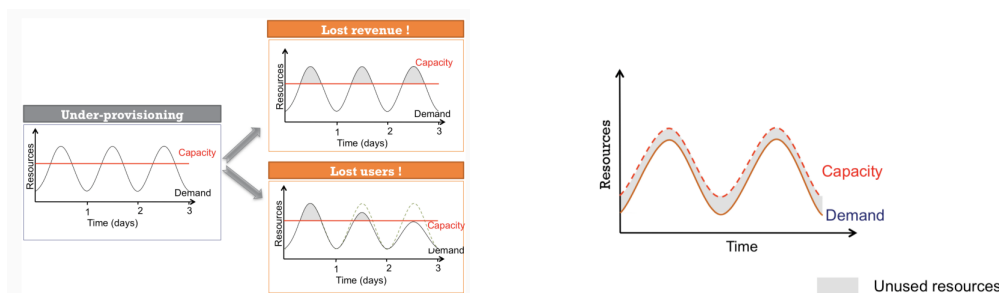 Under-provisioning
Resources
Capacity
Demand
1
2
3
Time (days)
Lost revenue !
Resources
Capacity
Demand
1
2
3
Time (days)
Lost users !
Resources
Capacity
Demand
1
2
3
Time (days)
Resources
Capacity
Demand
Time
Unused resources